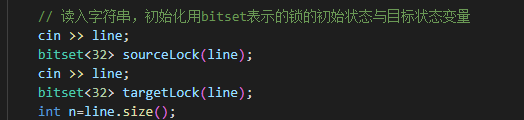 // 读入字符串，初始化用bitset表示的锁的初始状态与目标状态变量
cin >> line;
bitset<32> sourceLock(line);
cin >> line;
bitset<32> targetLock(line);
int n=line.size();